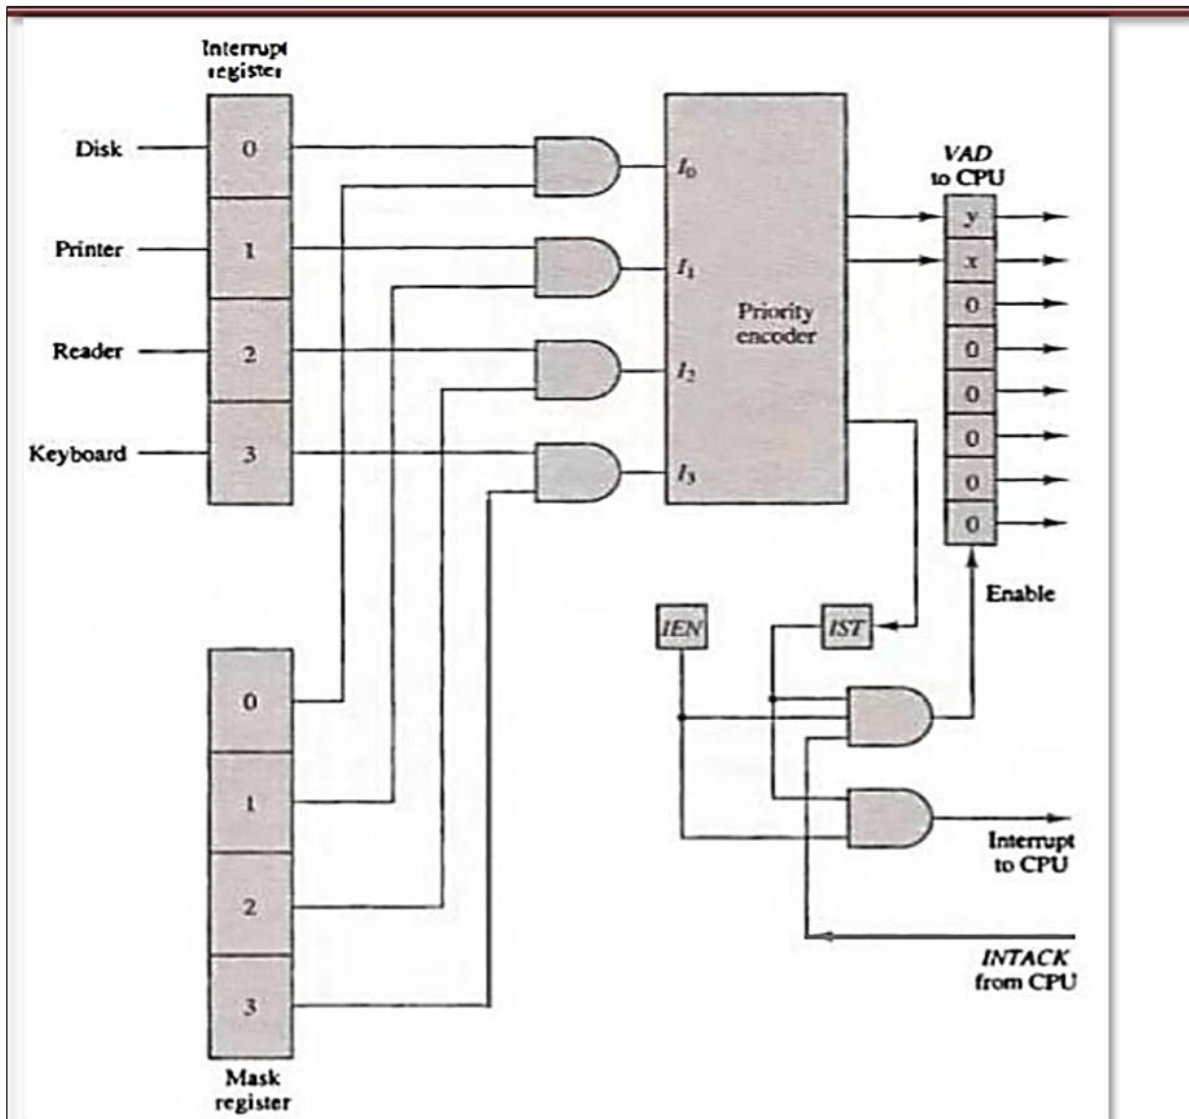 Interrupt
register
Disk
0
Printer
1
Reader
2
Keyboard
3
I0
I1
I2
I3
Priority
encoder
VAD
to CPU
y
x
0
0
0
0
0
0
Enable
IEN
IST
Interrupt
to CPU
INTACK
from CPU
0
1
2
3
Mask
register